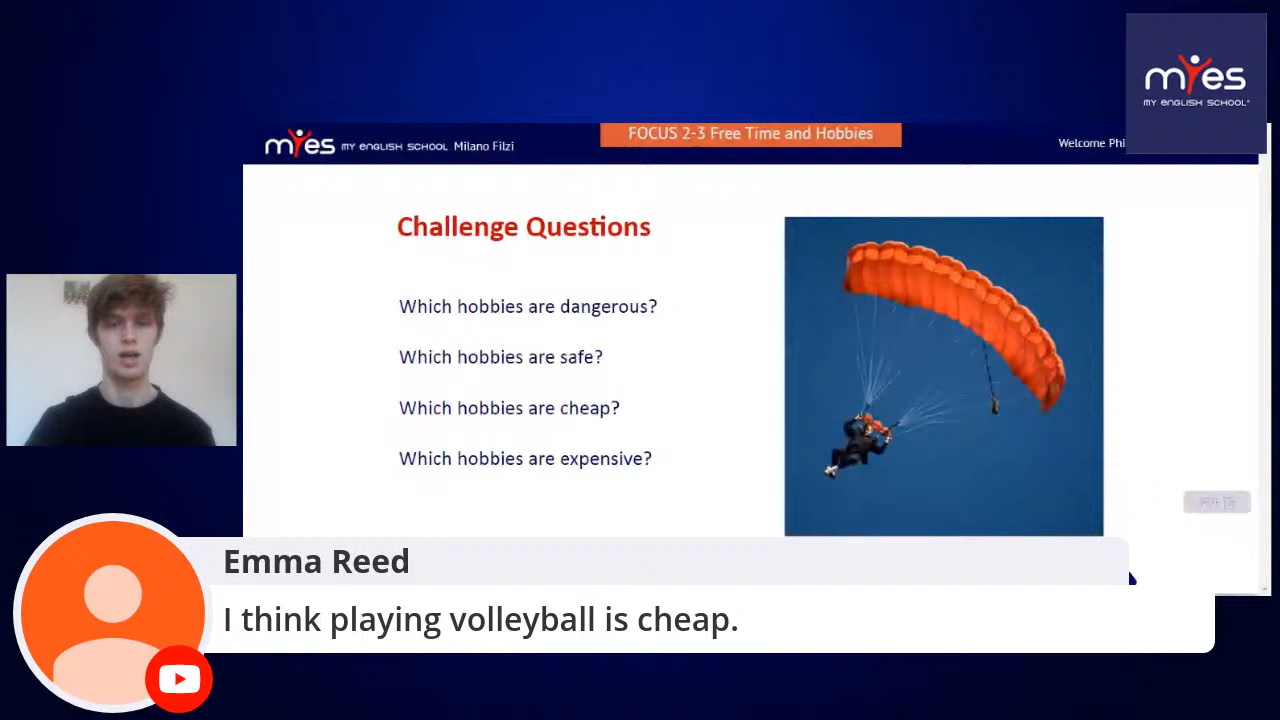 myes
MY ENGLISH SCHOOL
myes MY ENGLISH SCHOOL Milano Filzi
FOCUS 2-3 Free Time and Hobbies
Welcome Phi
Challenge Questions
Which hobbies are dangerous?
Which hobbies are safe?
Which hobbies are cheap?
Which hobbies are expensive?
PDF
Emma Reed
I think playing volleyball is cheap.